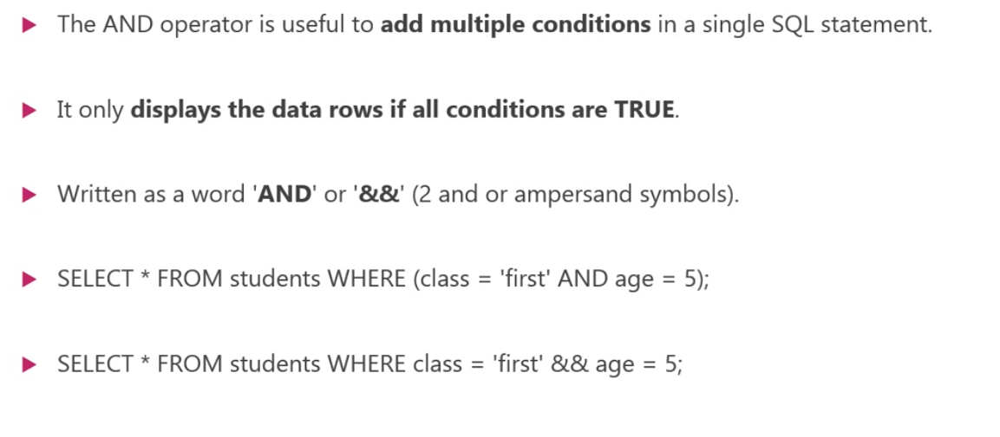 The AND operator is useful to add multiple conditions in a single SQL statement.
It only displays the data rows if all conditions are TRUE.
Written as a word 'AND' or '&&' (2 and or ampersand symbols).
SELECT * FROM students WHERE (class = 'first' AND age = 5);
SELECT * FROM students WHERE class = 'first' && age = 5;